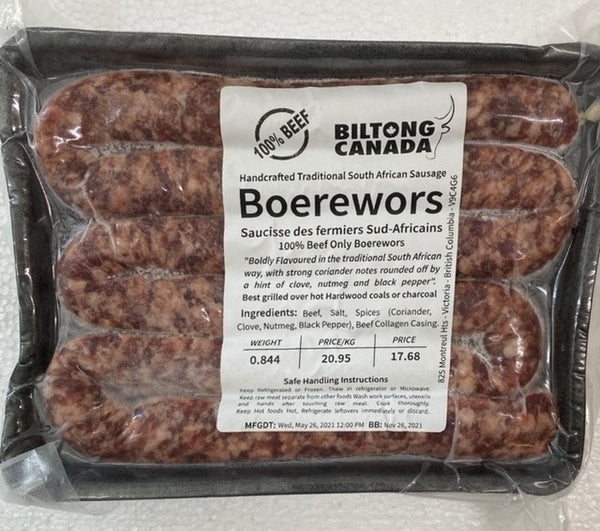 100% BEEF
BILTONG
CANADA
Handcrafted Traditional South African Sausage
Boerewors
Saucisse des fermiers Sud-Africains
100% Beef Only Boerewors
"Boldly Flavoured in the traditional South African
way, with strong coriander notes rounded off by
a hint of clove, nutmeg and black pepper".
Best grilled over hot Hardwood coals or charcoal
Ingredients: Beef, Salt, Spices (Coriander,
Clove, Nutmeg, Black Pepper), Beef Collagen Casing.
WEIGHT PRICE/KG PRICE
0.844 20.95 17.68
Safe Handling Instructions
Keep Refrigerated or Frozen. Thaw in refrigerator or Microwave.
Keep raw meat separate from other foods Wash work surfaces, utensils
and hands after touching raw meat. Cook thoroughly.
Keep Hot foods Hot, Refrigerate leftovers immediately or discard.
MFGDT: Wed, May 26, 2021 12:00 PM BB: Nov 26, 2021
825 Montreul Hts - Victoria - British Columbia - V9C4G6